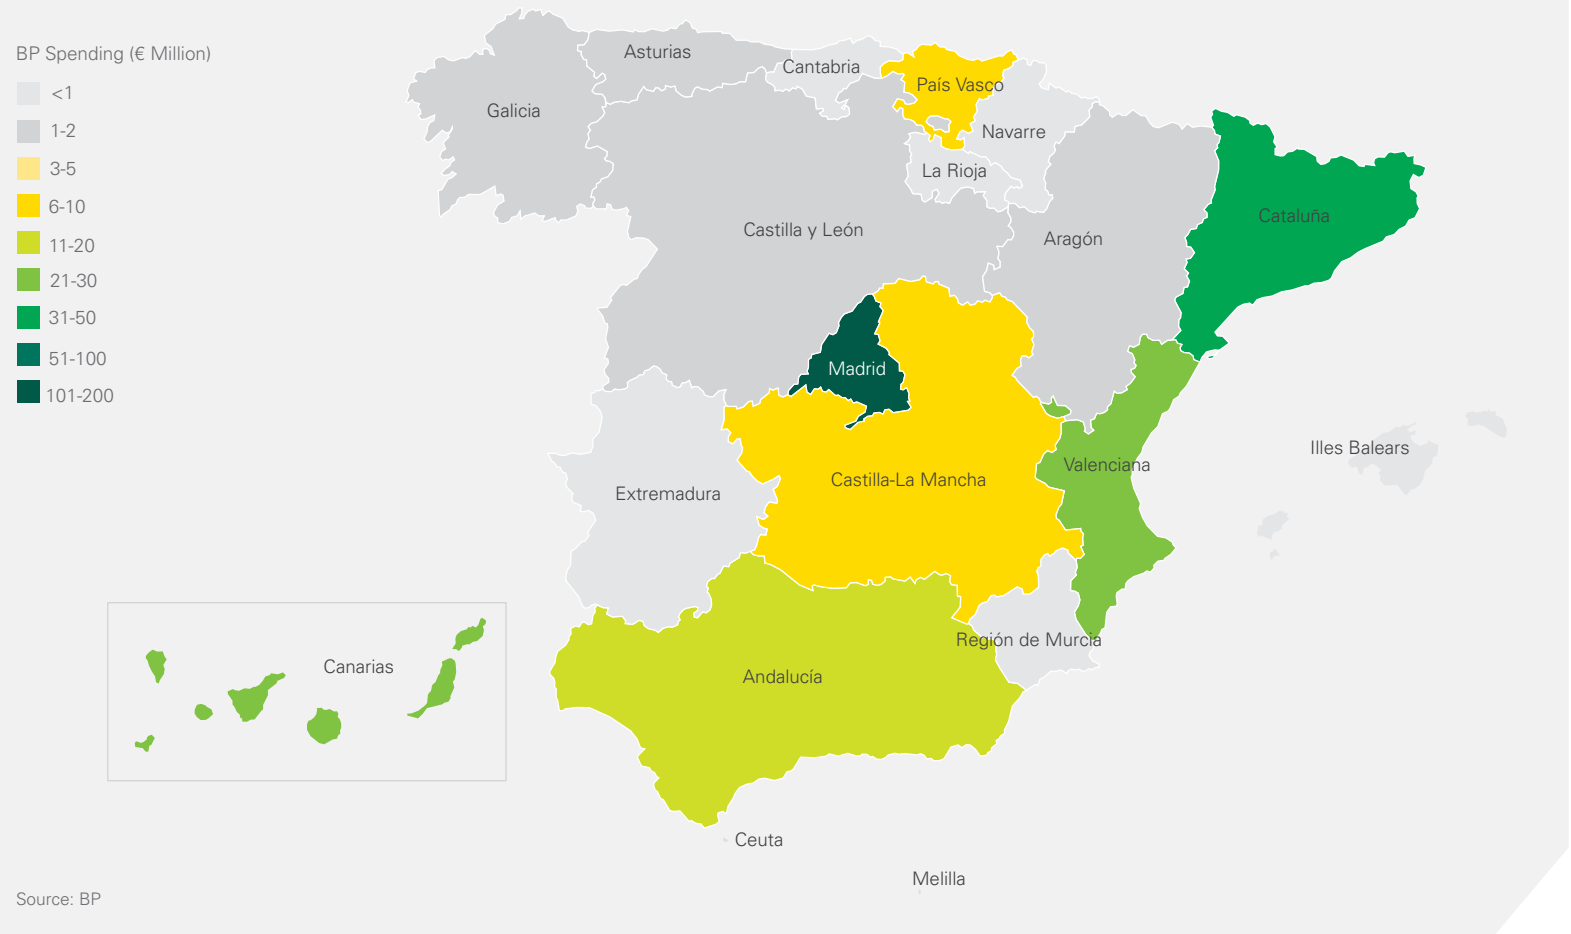 BP Spending (€ Million)
<1
1-2
3-5
6-10
11-20
21-30
31-50
51-100
101-200
Asturias
Cantabria
País Vasco
Galicia
Navarre
La Rioja
Castilla y León
Aragón
Cataluña
Madrid
Illes Balears
Valenciana
Castilla-La Mancha
Extremadura
Región de Murcia
Canarias
Andalucía
Ceuta
Melilla
Source: BP